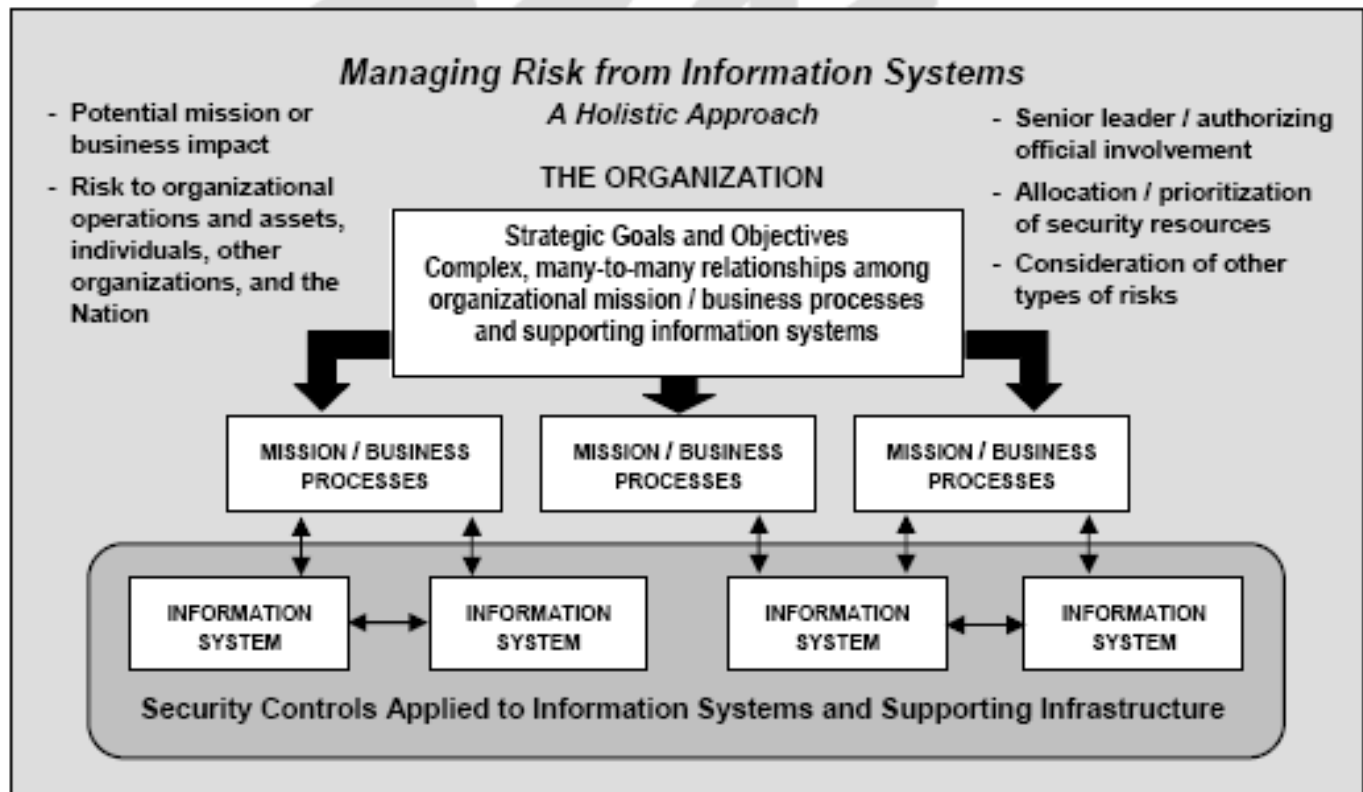 Managing Risk from Information Systems
A Holistic Approach
- Potential mission or
business impact
- Risk to organizational
operations and assets,
individuals, other
organizations, and the
Nation
- Senior leader / authorizing
official involvement
- Allocation / prioritization
of security resources
- Consideration of other
types of risks
THE ORGANIZATION
Strategic Goals and Objectives
Complex, many-to-many relationships among
organizational mission / business processes
and supporting information systems
MISSION / BUSINESS
PROCESSES
MISSION / BUSINESS
PROCESSES
MISSION / BUSINESS
PROCESSES
INFORMATION
SYSTEM
INFORMATION
SYSTEM
INFORMATION
SYSTEM
INFORMATION
SYSTEM
Security Controls Applied to Information Systems and Supporting Infrastructure